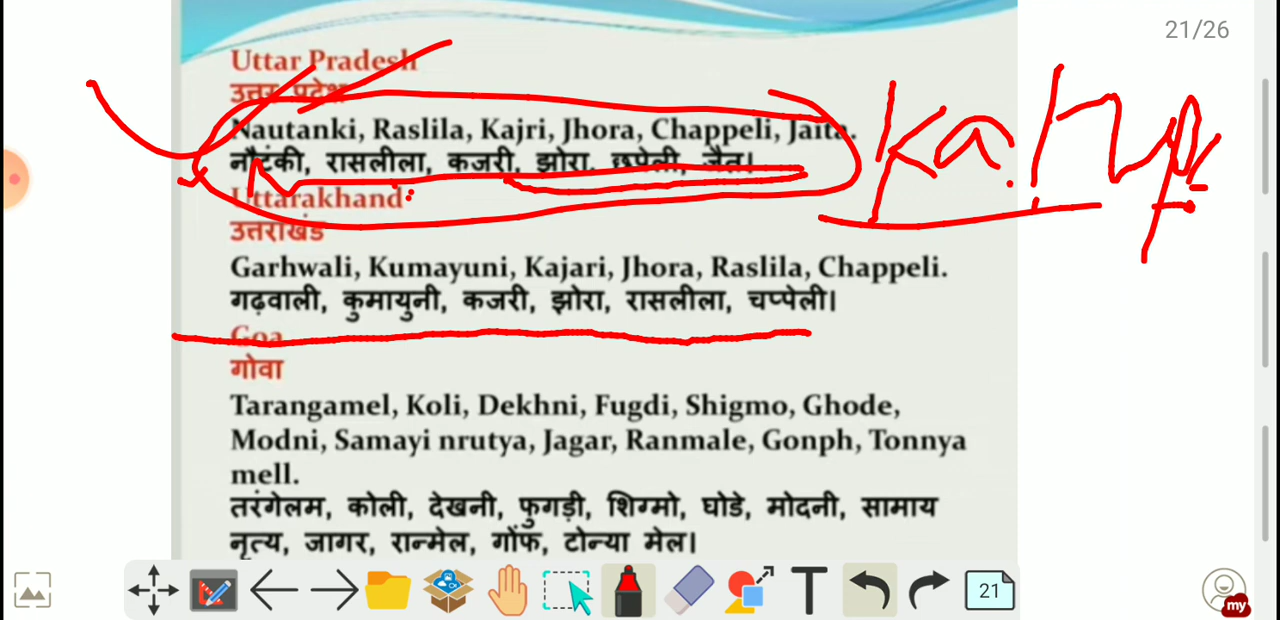 21/26
Uttar Pradesh
उत्तर प्रदेश
Nautanki, Raslila, Kajri, Jhora, Chappeli, Jaita.
नौटंकी, रासलीला, कजरी, झोरा, छपेली, जैता।
Uttarakhand
उत्तराखंड
Garhwali, Kumayuni, Kajari, Jhora, Raslila, Chappeli.
गढ़वाली, कुमायुनी, कजरी, झोरा, रासलीला, चप्पेली।
Goa
गोवा
Tarangamel, Koli, Dekhni, Fugdi, Shigmo, Ghode,
Modni, Samayi nrutya, Jagar, Ranmale, Gonph, Tonnya
mell.
तरंगेलम, कोली, देखनी, फुगड़ी, शिग्मो, घोडे, मोदनी, सामाय
नृत्य, जागर, रान्मेल, गोंफ, टोन्या मेल।
T
21
my